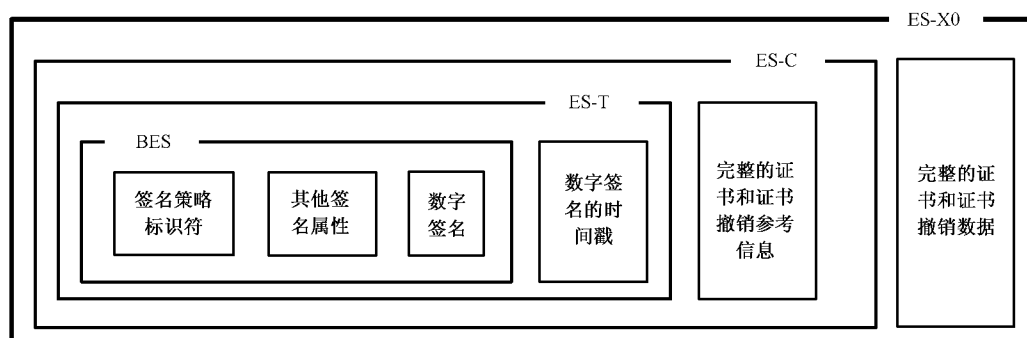 ES-X0
ES-C
ES-T
BES
签名策略
标识符
其他签
名属性
数字
签名
数字签
名的时
间戳
完整的证
书和证书
撤销参考
信息
完整的证
书和证书
撤销数据